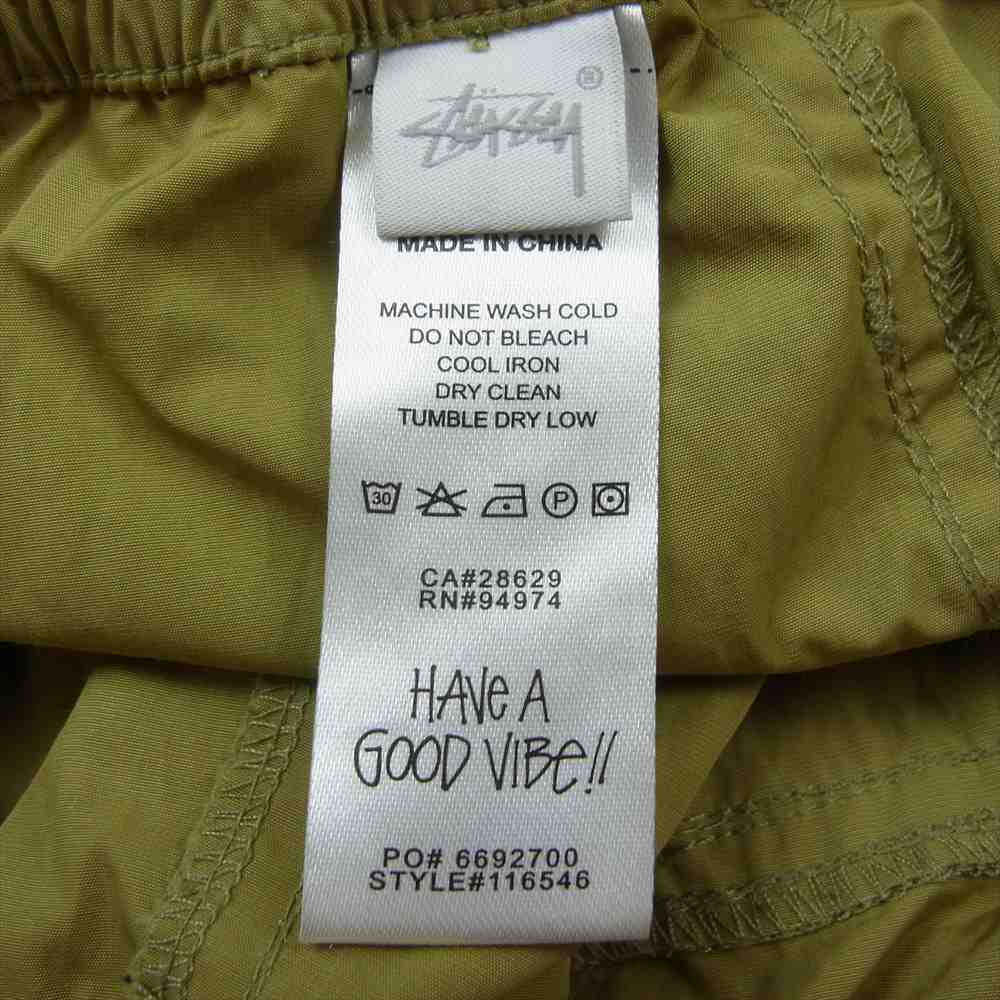 STÜSSY ®
MADE IN CHINA
MACHINE WASH COLD
DO NOT BLEACH
COOL IRON
DRY CLEAN
TUMBLE DRY LOW
30 P
CA#28629
RN#94974
HAVE A
GOOD VIBE!!
PO# 6692700
STYLE#116546